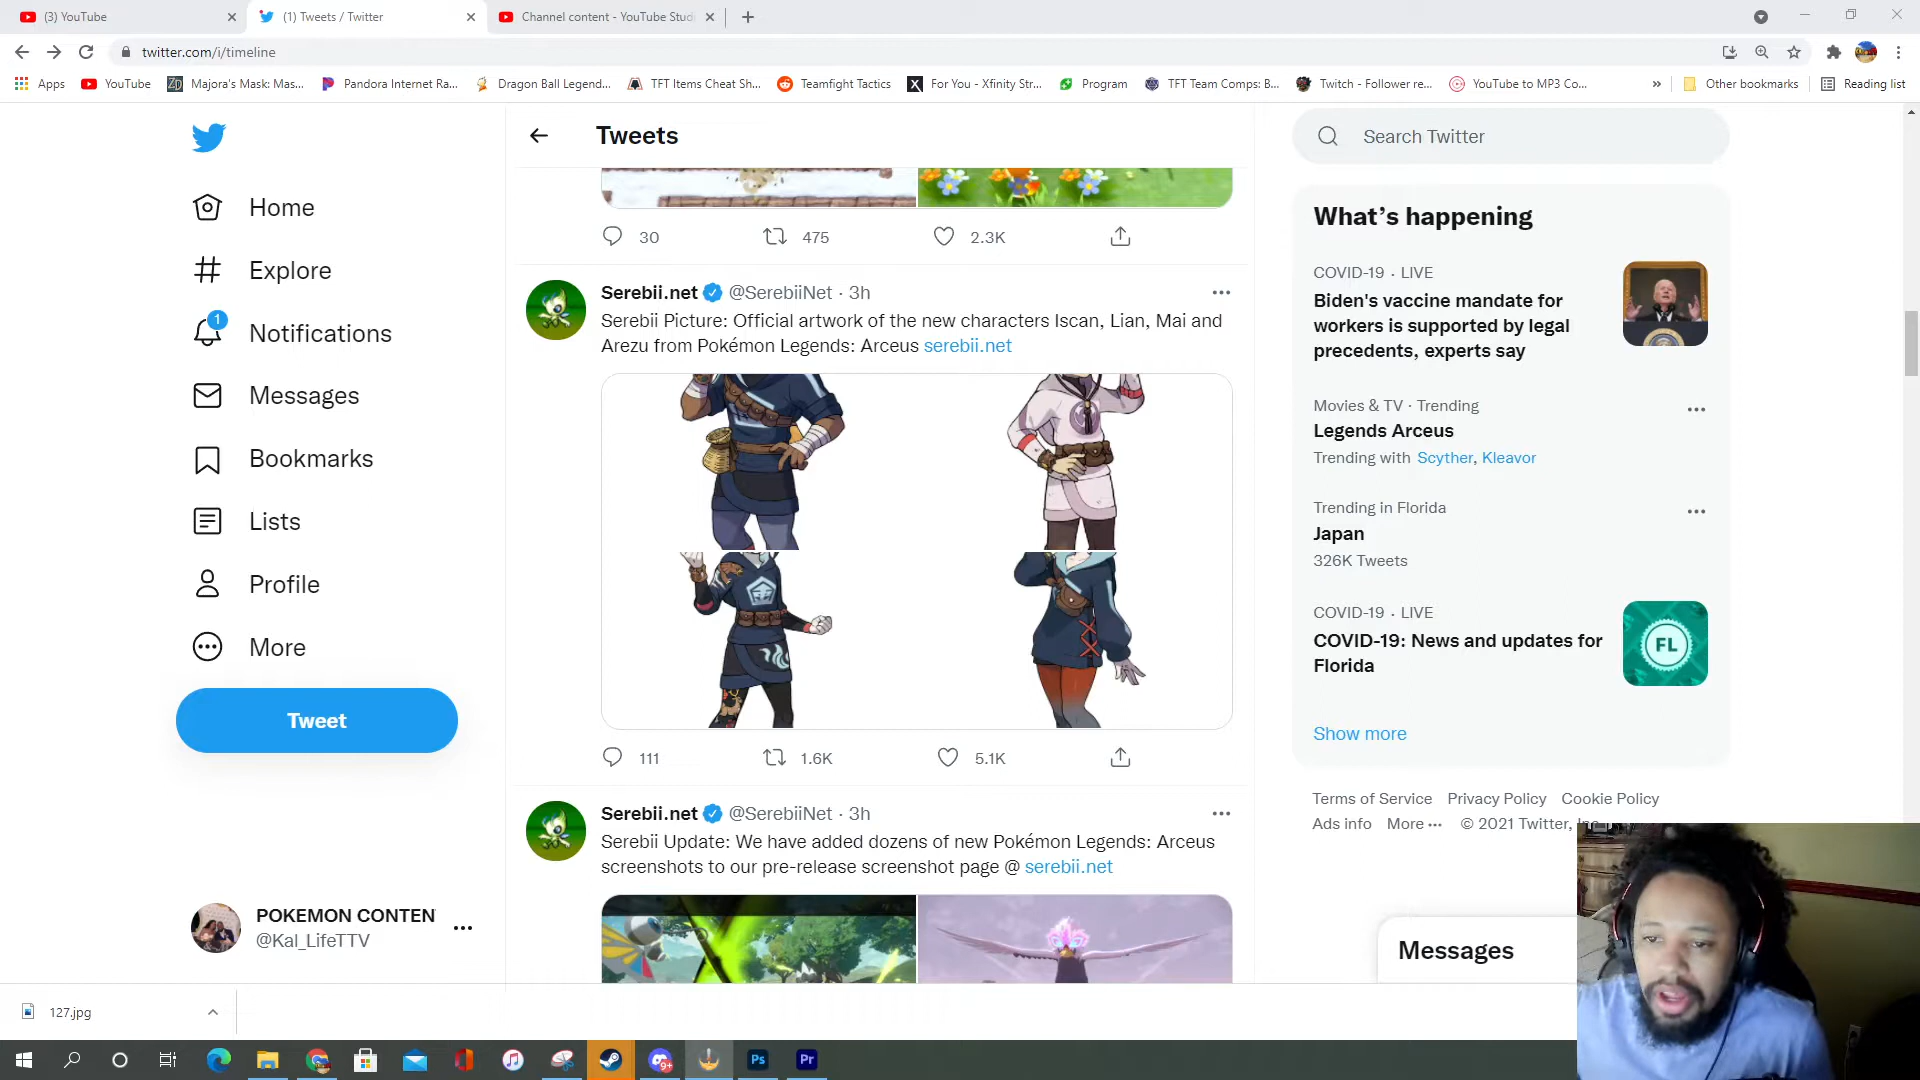 (3) YouTube
(1) Tweets / Twitter
Channel content - YouTube Stud
twitter.com/i/timeline
Apps
YouTube
Majora's Mask: Mas...
Pandora Internet Ra...
Dragon Ball Legend...
TFT Items Cheat Sh...
Teamfight Tactics
For You - Xfinity Str...
Program
TFT Team Comps: B...
Twitch - Follower re...
YouTube to MP3 Co...
»
Other bookmarks
Reading list
Home
Explore
1
Notifications
Messages
Bookmarks
Lists
Profile
More
Tweet
POKEMON CONTEN
@Kal_LifeTTV
Tweets
30
475
2.3K
Serebii.net @SerebiiNet · 3h
Serebii Picture: Official artwork of the new characters Iscan, Lian, Mai and
Arezu from Pokémon Legends: Arceus serebii.net
111
1.6K
5.1K
Serebii.net @SerebiiNet · 3h
Serebii Update: We have added dozens of new Pokémon Legends: Arceus
screenshots to our pre-release screenshot page @ serebii.net
Search Twitter
What's happening
COVID-19 · LIVE
Biden's vaccine mandate for
workers is supported by legal
precedents, experts say
Movies & TV · Trending
Legends Arceus
Trending with Scyther, Kleavor
Trending in Florida
Japan
326K Tweets
COVID-19 · LIVE
COVID-19: News and updates for
Florida
FL
Show more
Terms of Service Privacy Policy Cookie Policy
Ads info More ··· © 2021 Twitter,
Messages
127.jpg
9+
Ps
Pr